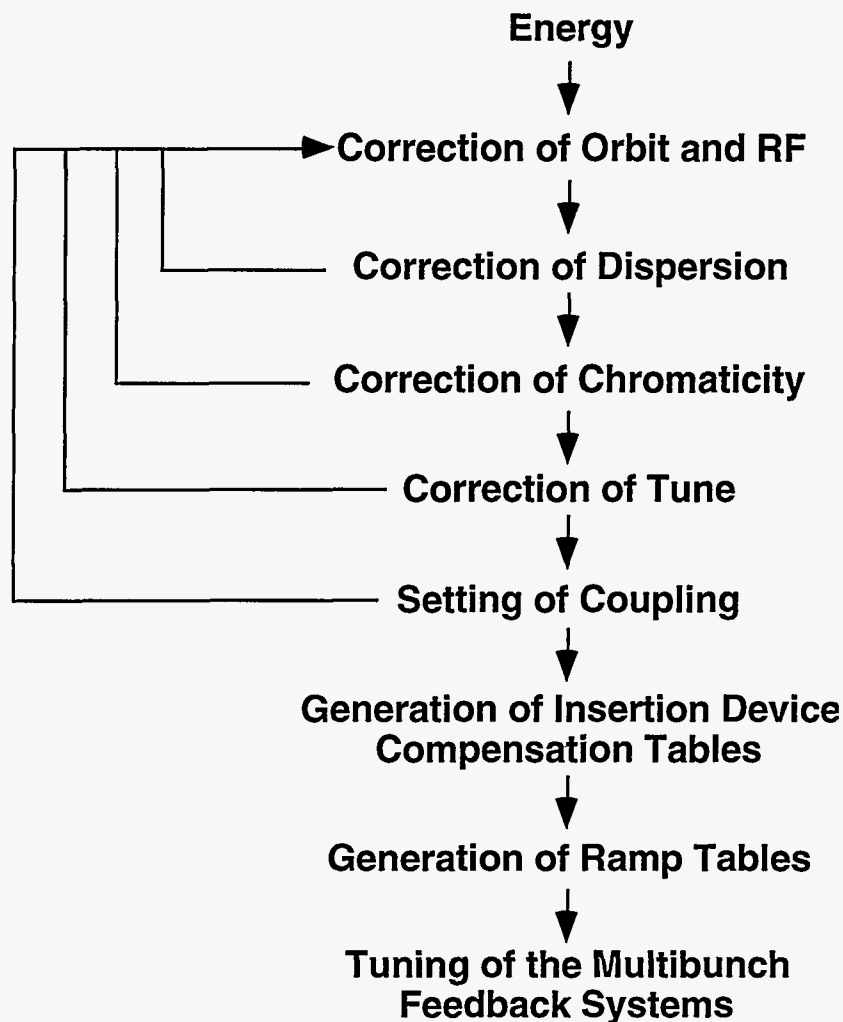 Energy
Correction of Orbit and RF
Correction of Dispersion
Correction of Chromaticity
Correction of Tune
Setting of Coupling
Generation of Insertion Device
Compensation Tables
Generation of Ramp Tables
Tuning of the Multibunch
Feedback Systems